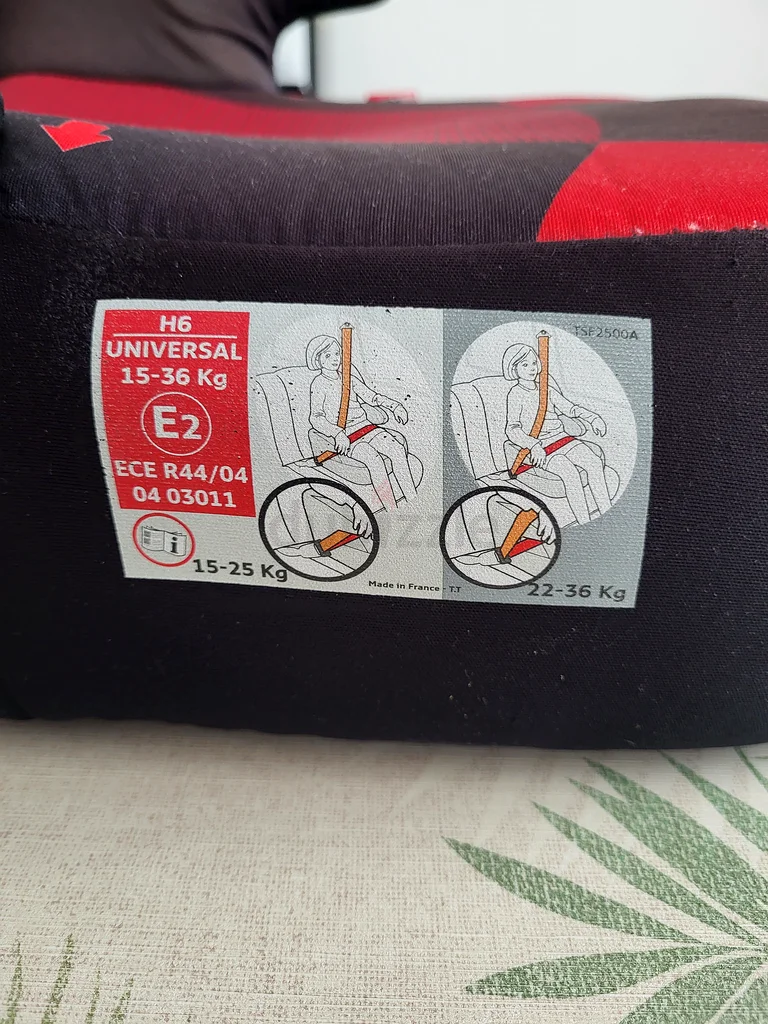 H6
UNIVERSAL
15-36 Kg
E2
ECE R44/04
04 03011
i
15-25 Kg
Made in France - T.T
TSF2500A
22-36 Kg
dubizzle